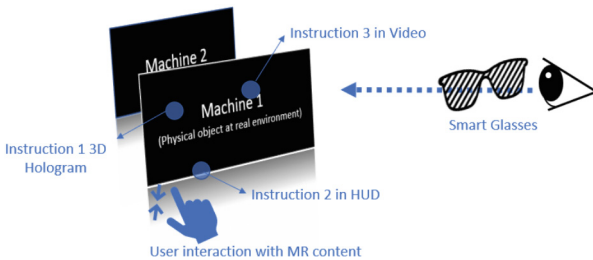 Machine 2
Instruction 3 in Video
Machine 1
(Physical object at real environment)
Smart Glasses
Instruction 1 3D
Hologram
Instruction 2 in HUD
User interaction with MR content